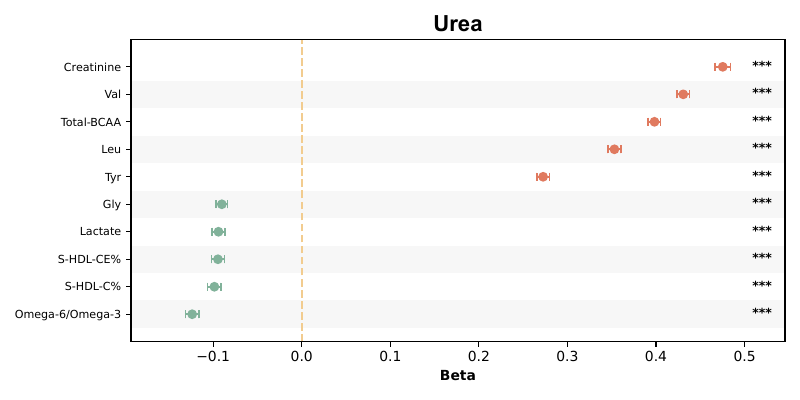 Urea
Creatinine ***
Val ***
Total-BCAA ***
Leu ***
Tyr ***
Gly ***
Lactate ***
S-HDL-CE% ***
S-HDL-C% ***
Omega-6/Omega-3 ***
−0.1 0.0 0.1 0.2 0.3 0.4 0.5
Beta